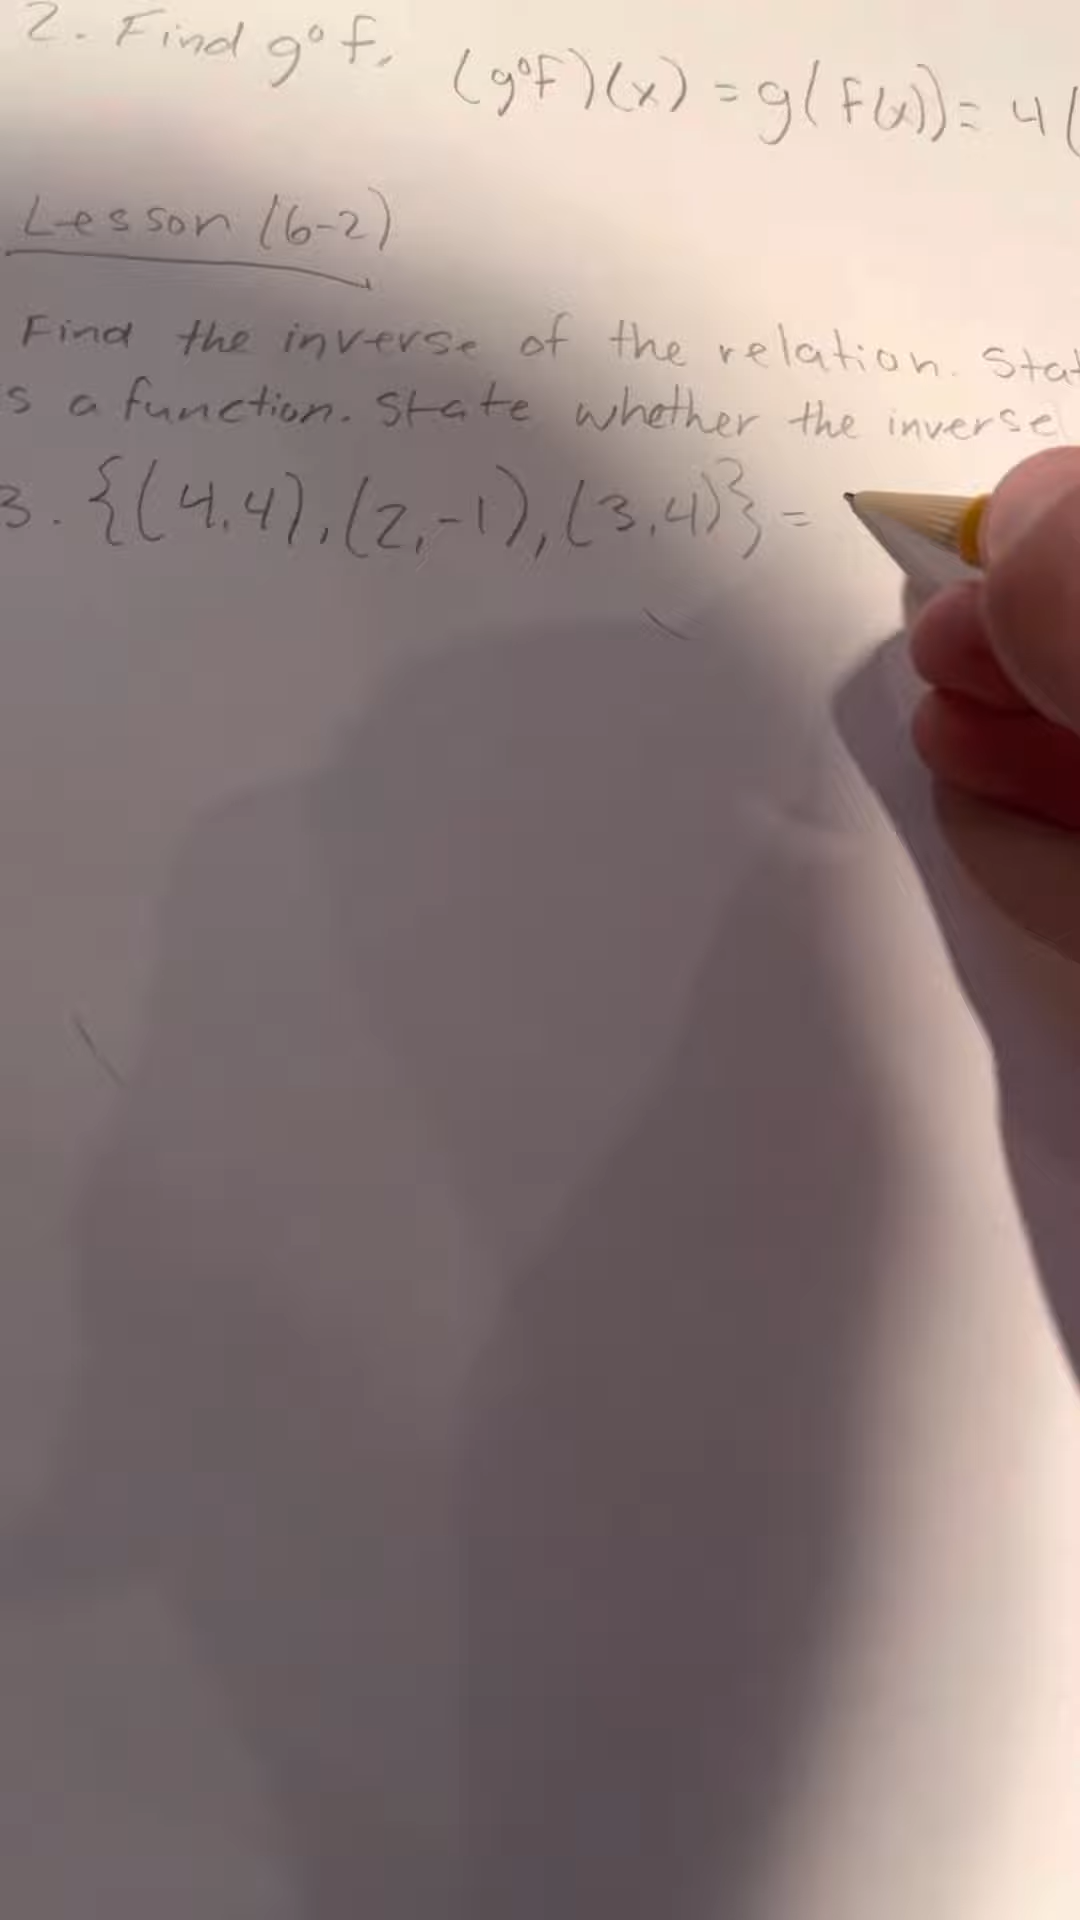 2. Find g°f. (g°f)(x) = g(f(x)) = 4(
Lesson (6-2)
Find the inverse of the relation. Stat
s a function. State whether the inverse
3. {(4,4),(2,-1),(3,4)} =